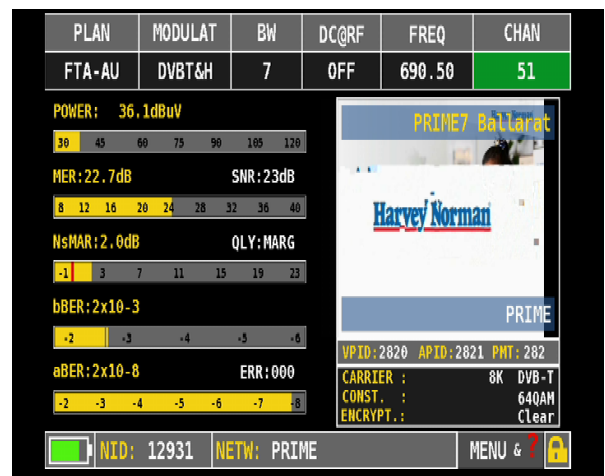 PLAN MODULAT BW DC@RF FREQ CHAN
FTA-AU DVBT&H 7 OFF 690.50 51
POWER: 36.1dBuV
30 45 60 75 90 105 120
MER:22.7dB SNR:23dB
8 12 16 20 24 28 32 36 40
NsMAR:2.0dB QLY:MARG
-1 3 7 11 15 19 23
bBER:2x10-3
-2 -3 -4 -5 -6
aBER:2x10-8 ERR:000
-2 -3 -4 -5 -6 -7 -8
PRIME7 Ballarat
Harvey Norman
PRIME
VPID:2820 APID:2821 PMT:282
CARRIER : 8K DVB-T
CONST. : 64QAM
ENCRYPT.: Clear
NID: 12931 NETW: PRIME MENU & ?